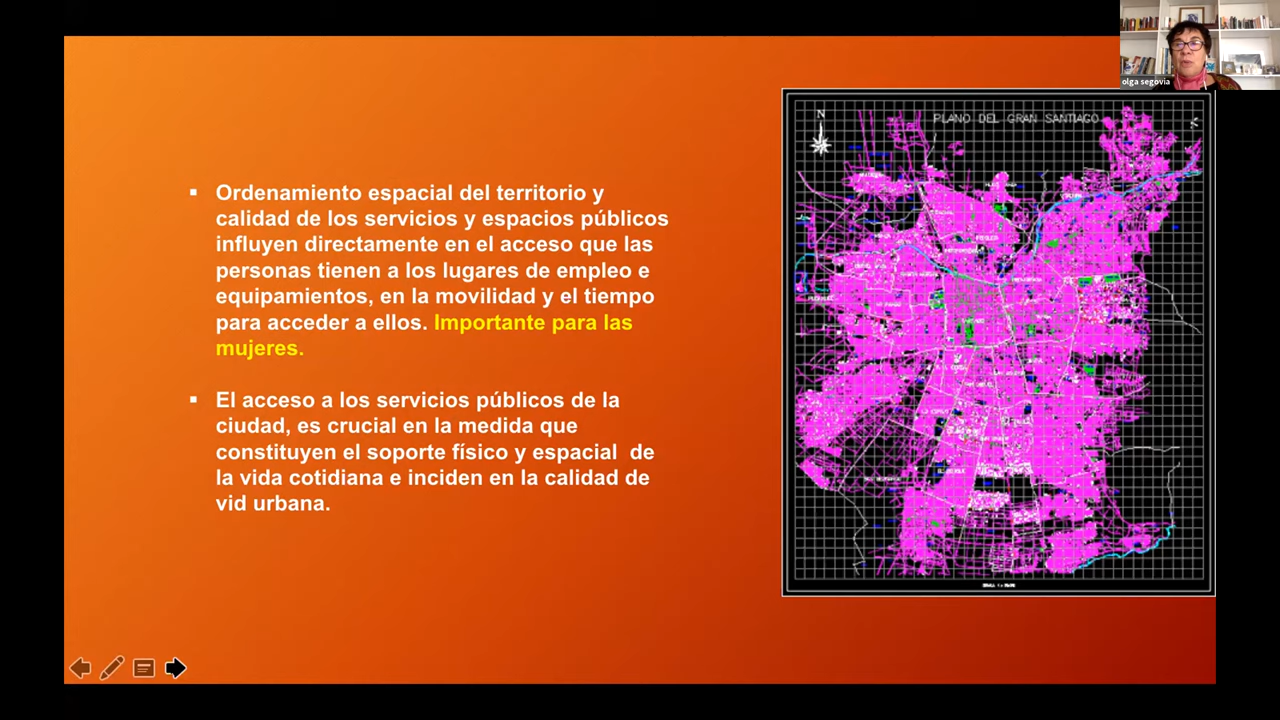 olga segovia
PLANO DEL GRAN SANTIAGO
N
▪ Ordenamiento espacial del territorio y
calidad de los servicios y espacios públicos
influyen directamente en el acceso que las
personas tienen a los lugares de empleo e
equipamientos, en la movilidad y el tiempo
para acceder a ellos. Importante para las
mujeres.
▪ El acceso a los servicios públicos de la
ciudad, es crucial en la medida que
constituyen el soporte físico y espacial de
la vida cotidiana e inciden en la calidad de
vid urbana.